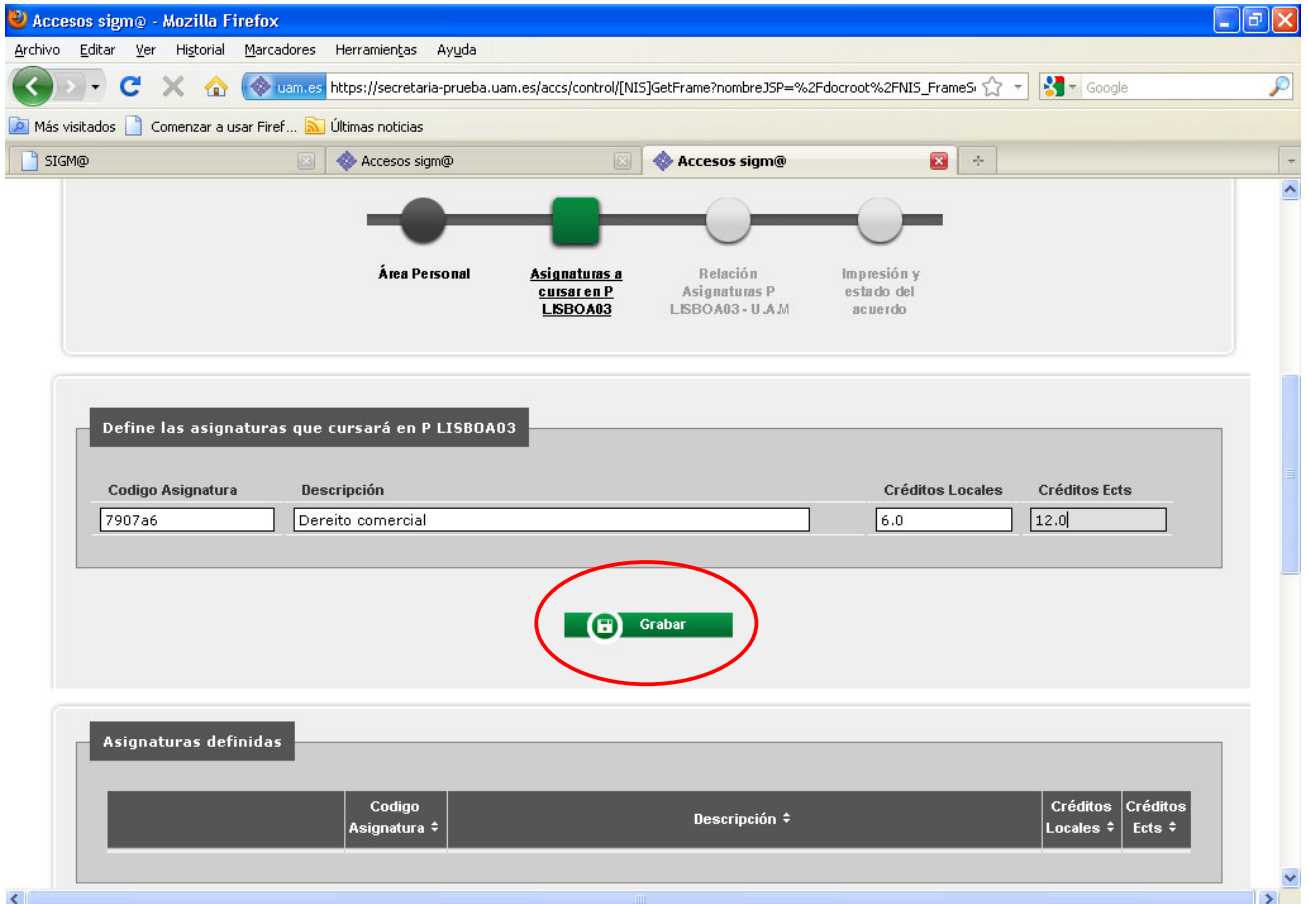 Accesos sigm@ - Mozilla Firefox
Archivo Editar Ver Historial Marcadores Herramientas Ayuda
uam.es https://secretaria-prueba.uam.es/accs/control/[NIS]GetFrame?nombreJSP=%2Fdocroot%2FNIS_FrameS Google
Más visitados Comenzar a usar Firef... Últimas noticias
SIGM@ Accesos sigm@ Accesos sigm@
Área Personal
Asignaturas a
cursar en P
LISBOA03
Relación
Asignaturas P
LISBOA03 - U.A.M
Impresión y
estado del
acuerdo
Define las asignaturas que cursará en P LISBOA03
Codigo Asignatura Descripción Créditos Locales Créditos Ects
7907a6 Dereito comercial 6.0 12.0
Grabar
Asignaturas definidas
Codigo
Asignatura
Descripción
Créditos
Locales
Créditos
Ects